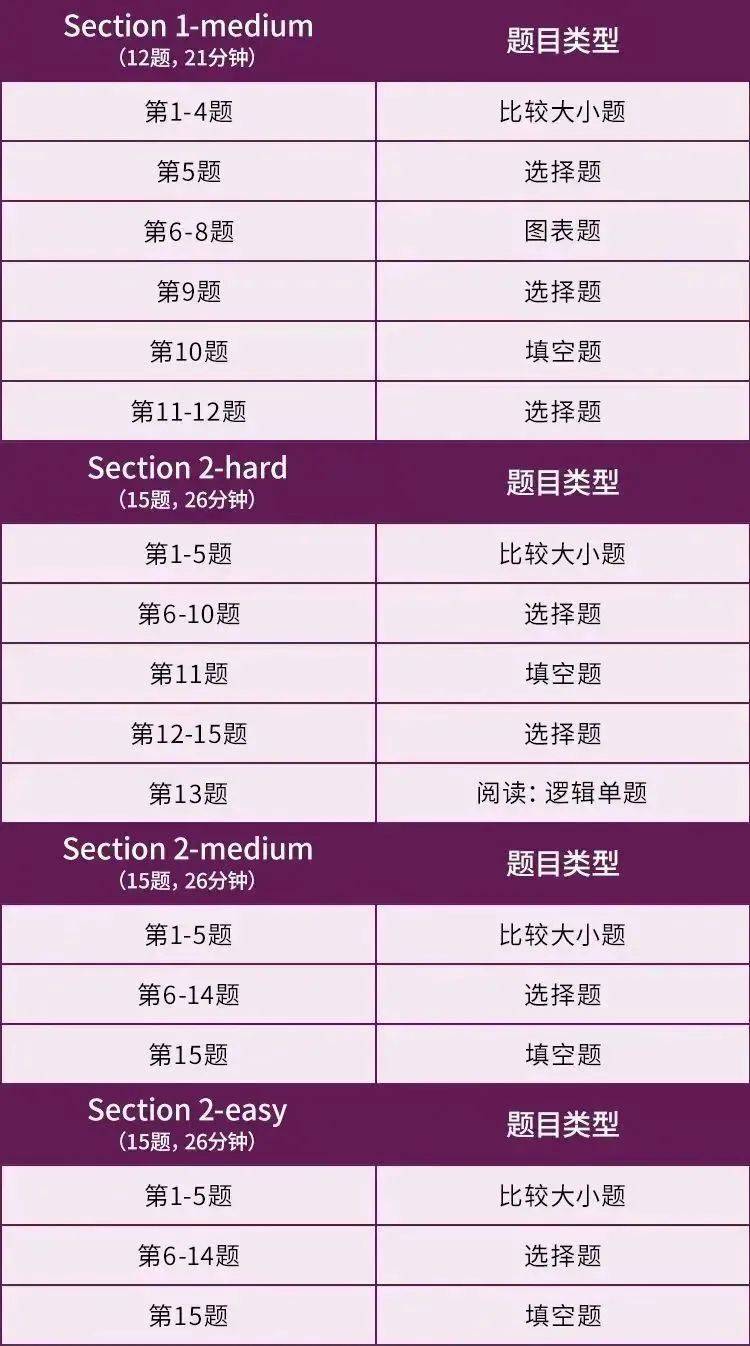 Section 1-medium
（12题，21分钟）
题目类型
第1-4题 比较大小题
第5题 选择题
第6-8题 图表题
第9题 选择题
第10题 填空题
第11-12题 选择题
Section 2-hard
（15题，26分钟）
题目类型
第1-5题 比较大小题
第6-10题 选择题
第11题 填空题
第12-15题 选择题
第13题 阅读：逻辑单题
Section 2-medium
（15题，26分钟）
题目类型
第1-5题 比较大小题
第6-14题 选择题
第15题 填空题
Section 2-easy
（15题，26分钟）
题目类型
第1-5题 比较大小题
第6-14题 选择题
第15题 填空题